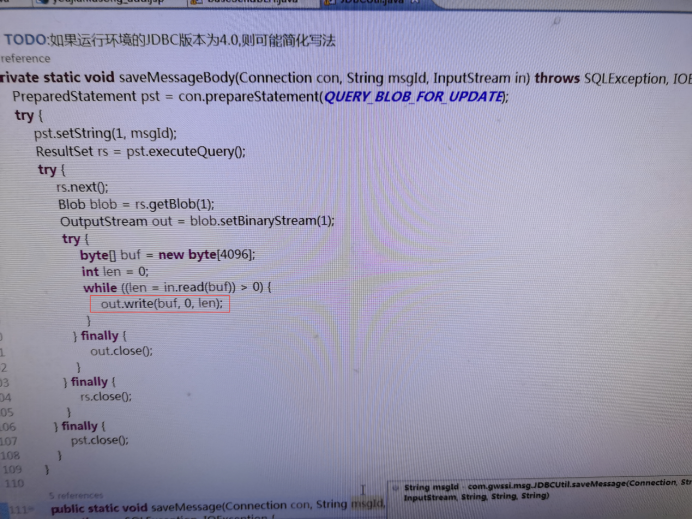 JDBCUtil.java
TODO:如果运行环境的JDBC版本为4.0,则可能简化写法
reference
rivate static void saveMessageBody(Connection con, String msgId, InputStream in) throws SQLException, IOE
PreparedStatement pst = con.prepareStatement(QUERY_BLOB_FOR_UPDATE);
try {
pst.setString(1, msgId);
ResultSet rs = pst.executeQuery();
try {
rs.next();
Blob blob = rs.getBlob(1);
OutputStream out = blob.setBinaryStream(1);
try {
byte[] buf = new byte[4096];
int len = 0;
while ((len = in.read(buf)) > 0) {
out.write(buf, 0, len);
}
0 } finally {
1 out.close();
2 }
03 } finally {
04 rs.close();
05 }
106 } finally {
107 pst.close();
108 }
109 }
110
5 references
111 public static void saveMessage(Connection con, String msgId,
String msgId - com.gwssi.msg.JDBCUtil.saveMessage(Connection, Str
InputStream, String, String, String)